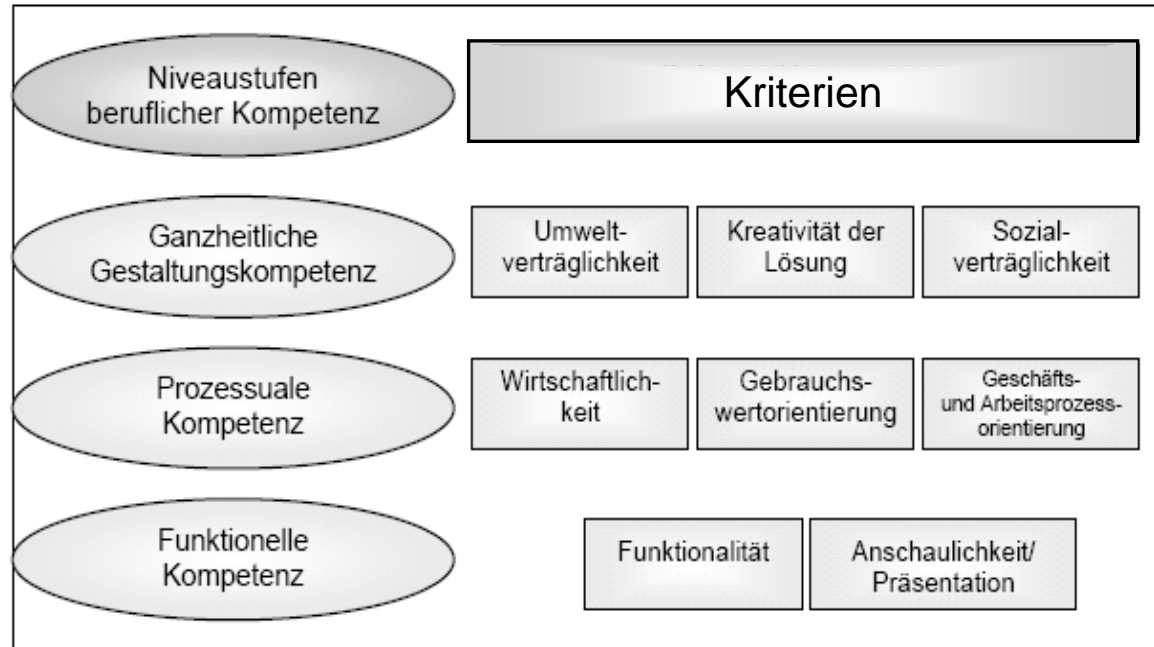 Niveaustufen
beruflicher Kompetenz
Kriterien
Ganzheitliche
Gestaltungskompetenz
Umwelt-
verträglichkeit
Kreativität der
Lösung
Sozial-
verträglichkeit
Prozessuale
Kompetenz
Wirtschaftlich-
keit
Gebrauchs-
wertorientierung
Geschäfts-
und Arbeitsprozess-
orientierung
Funktionelle
Kompetenz
Funktionalität
Anschaulichkeit/
Präsentation